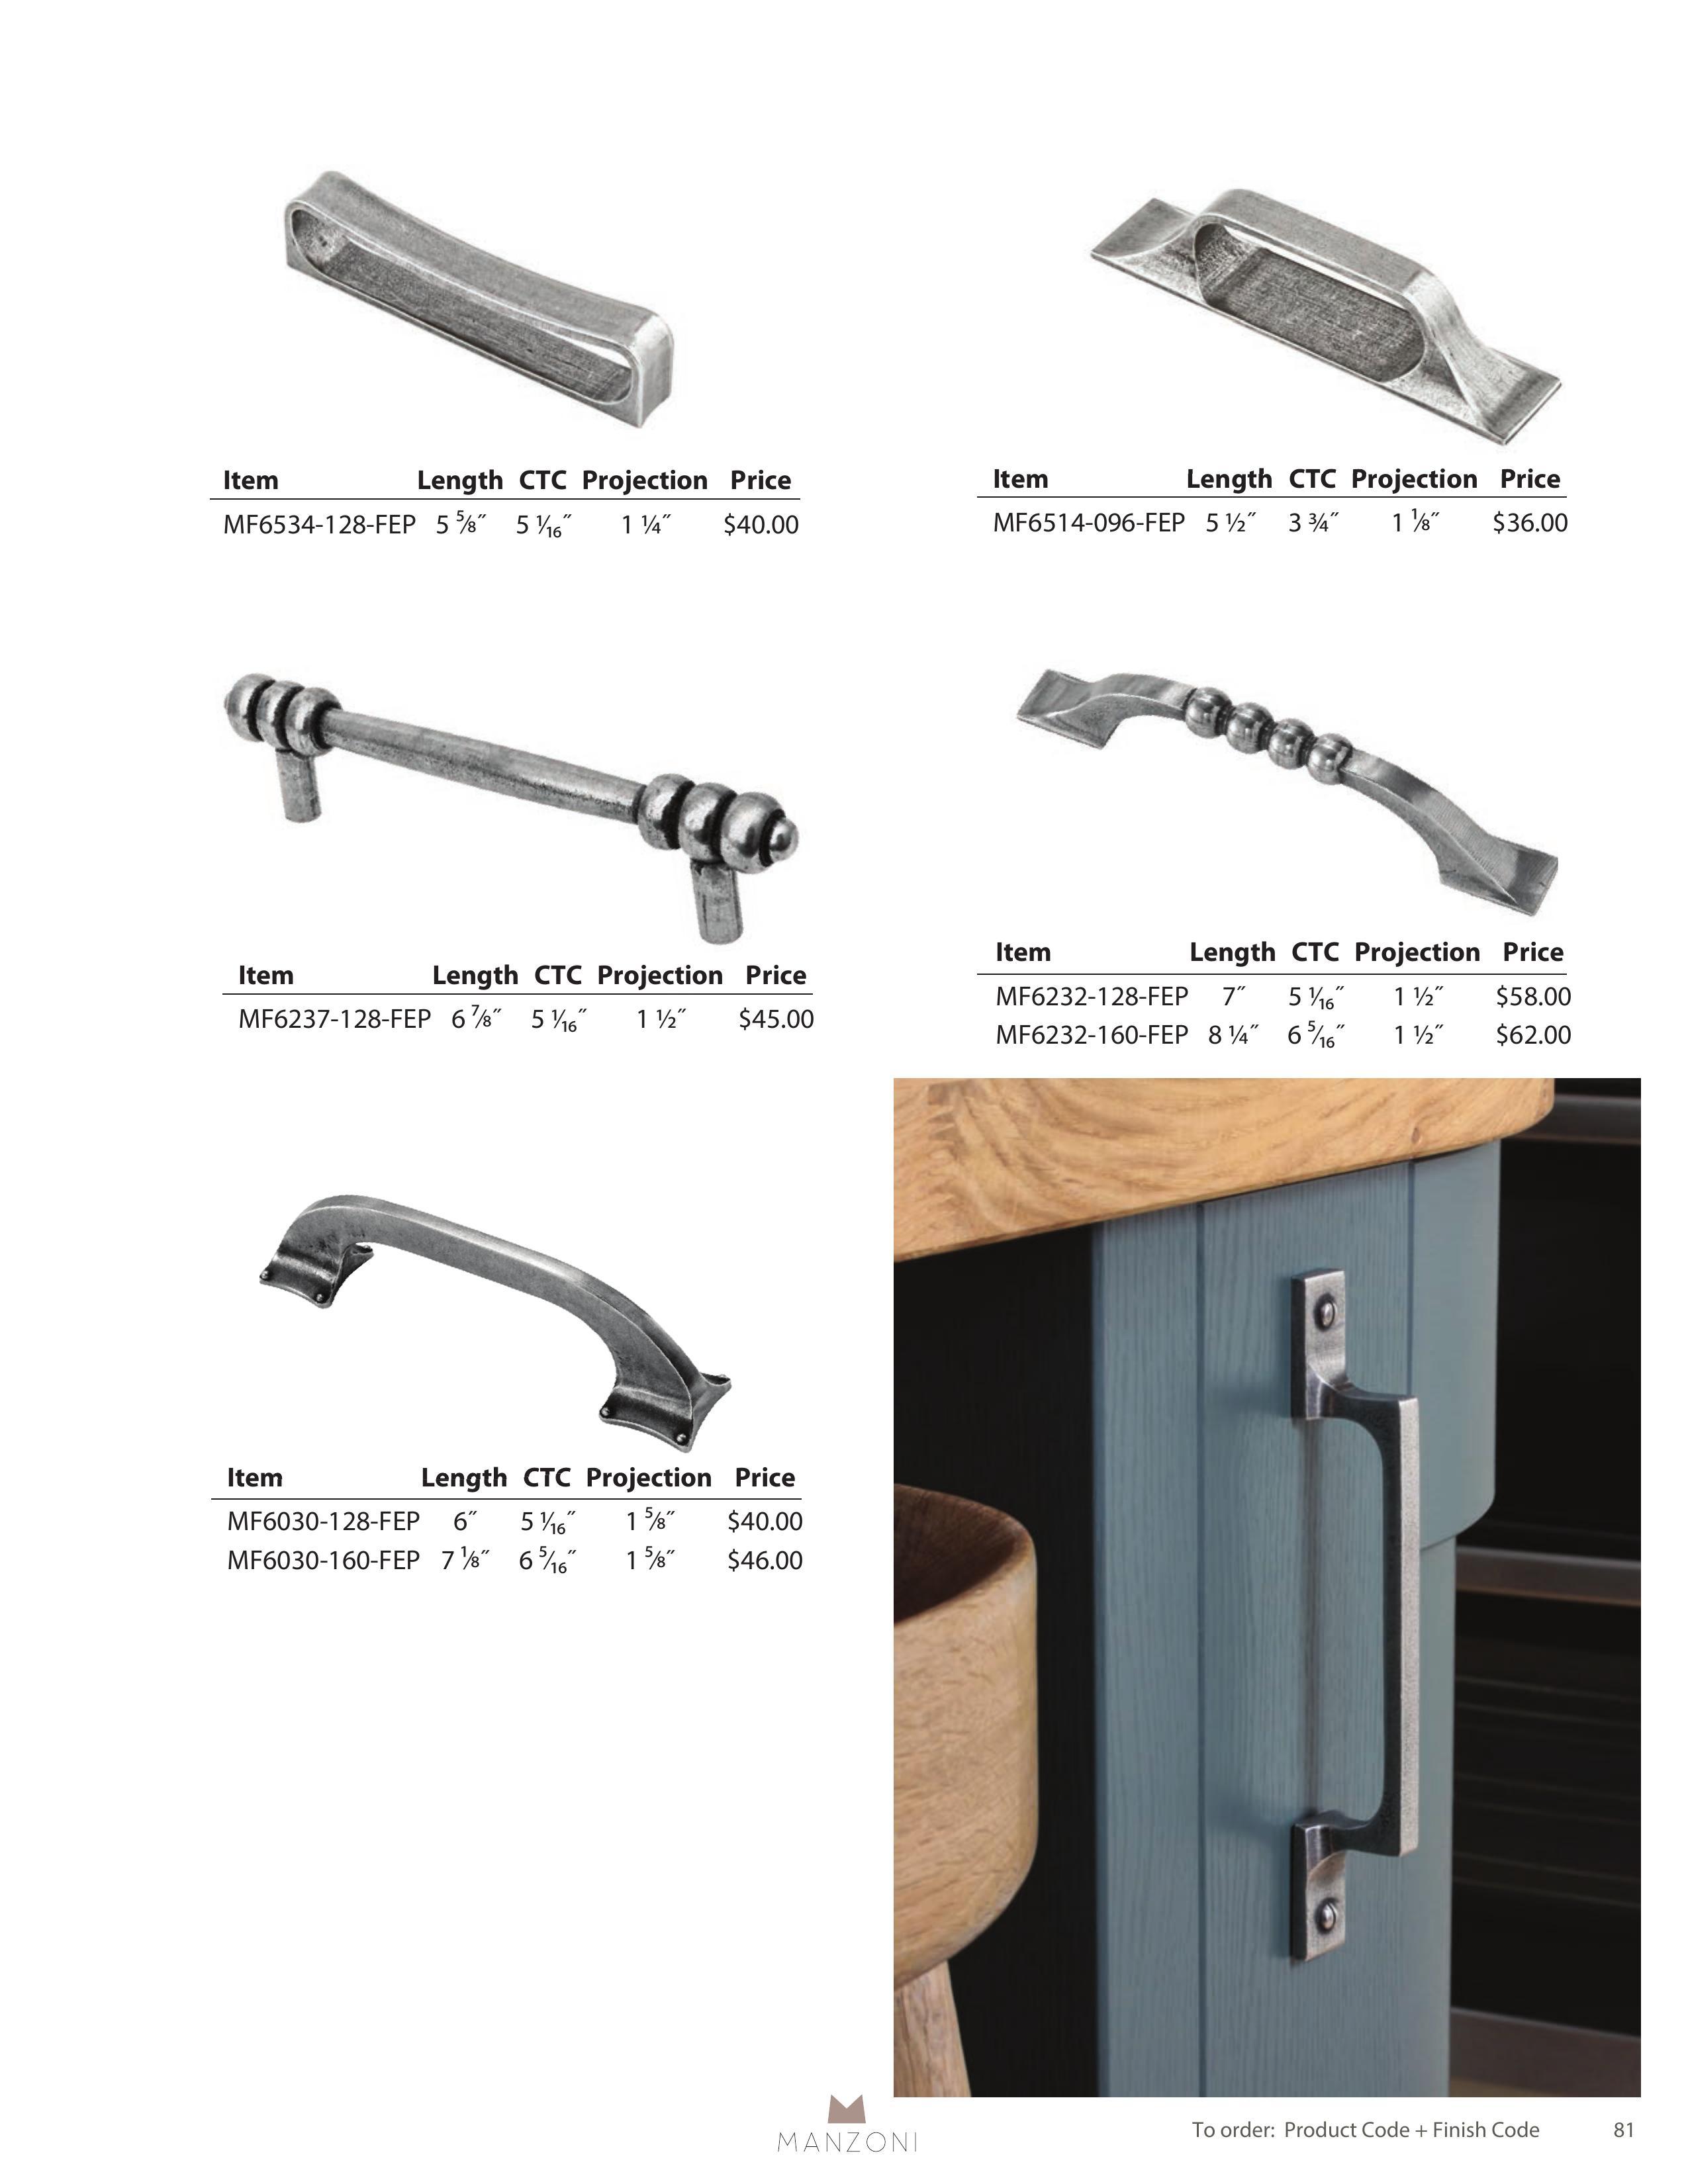 Item Length CTC Projection Price
MF6534-128-FEP 5 ⅝″ 5 1⁄16″ 1 ¼″ $40.00
Item Length CTC Projection Price
MF6514-096-FEP 5 ½″ 3 ¾″ 1 ⅛″ $36.00
Item Length CTC Projection Price
MF6237-128-FEP 6 ⅞″ 5 1⁄16″ 1 ½″ $45.00
Item Length CTC Projection Price
MF6232-128-FEP 7″ 5 1⁄16″ 1 ½″ $58.00
MF6232-160-FEP 8 ¼″ 6 5⁄16″ 1 ½″ $62.00
Item Length CTC Projection Price
MF6030-128-FEP 6″ 5 1⁄16″ 1 ⅝″ $40.00
MF6030-160-FEP 7 ⅛″ 6 5⁄16″ 1 ⅝″ $46.00
MANZONI
To order: Product Code + Finish Code 81